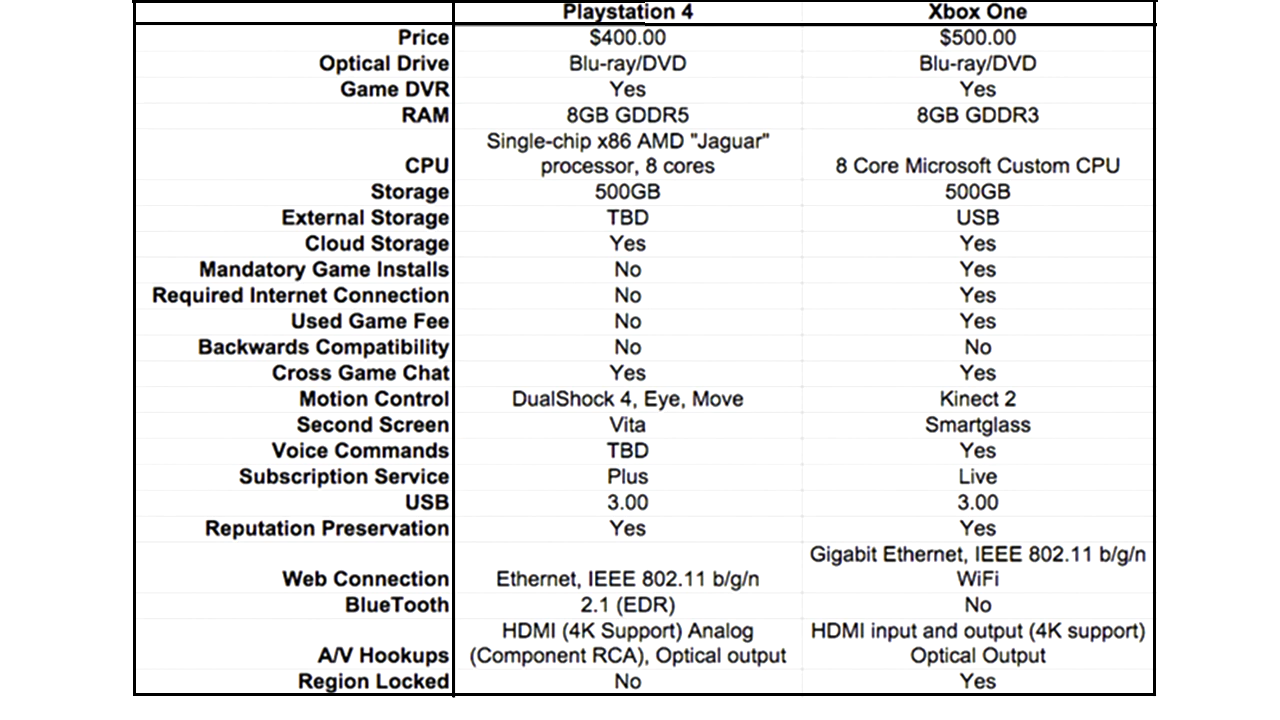 Playstation 4 Xbox One
Price $400.00 $500.00
Optical Drive Blu-ray/DVD Blu-ray/DVD
Game DVR Yes Yes
RAM 8GB GDDR5 8GB GDDR3
Single-chip x86 AMD "Jaguar"
CPU processor, 8 cores 8 Core Microsoft Custom CPU
Storage 500GB 500GB
External Storage TBD USB
Cloud Storage Yes Yes
Mandatory Game Installs No Yes
Required Internet Connection No Yes
Used Game Fee No Yes
Backwards Compatibility No No
Cross Game Chat Yes Yes
Motion Control DualShock 4, Eye, Move Kinect 2
Second Screen Vita Smartglass
Voice Commands TBD Yes
Subscription Service Plus Live
USB 3.00 3.00
Reputation Preservation Yes Yes
Gigabit Ethernet, IEEE 802.11 b/g/n
Web Connection Ethernet, IEEE 802.11 b/g/n WiFi
BlueTooth 2.1 (EDR) No
HDMI (4K Support) Analog HDMI input and output (4K support)
A/V Hookups (Component RCA), Optical output Optical Output
Region Locked No Yes